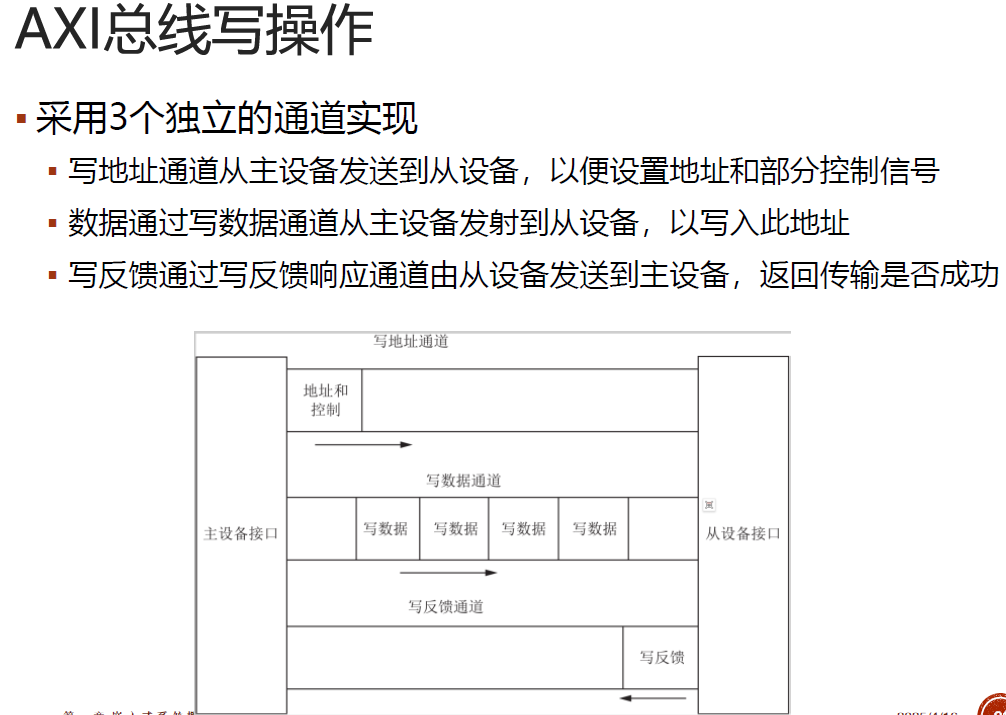 AXI总线写操作
采用3个独立的通道实现
写地址通道从主设备发送到从设备，以便设置地址和部分控制信号
数据通过写数据通道从主设备发射到从设备，以写入此地址
写反馈通过写反馈响应通道由从设备发送到主设备，返回传输是否成功
写地址通道
地址和
控制
写数据通道
主设备接口
写数据
写数据
写数据
写数据
从设备接口
写反馈通道
写反馈